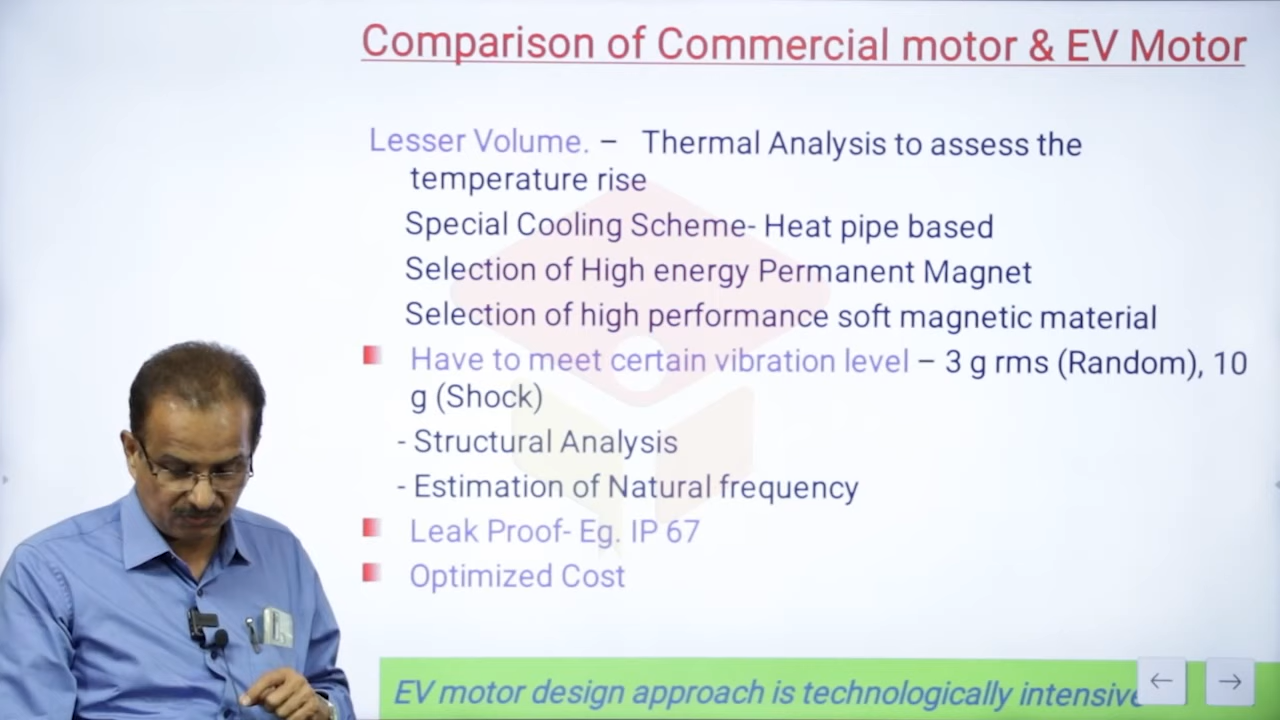 Comparison of Commercial motor & EV Motor
Lesser Volume. – Thermal Analysis to assess the
temperature rise
Special Cooling Scheme- Heat pipe based
Selection of High energy Permanent Magnet
Selection of high performance soft magnetic material
Have to meet certain vibration level – 3 g rms (Random), 10
g (Shock)
- Structural Analysis
- Estimation of Natural frequency
Leak Proof- Eg. IP 67
Optimized Cost
EV motor design approach is technologically intensive